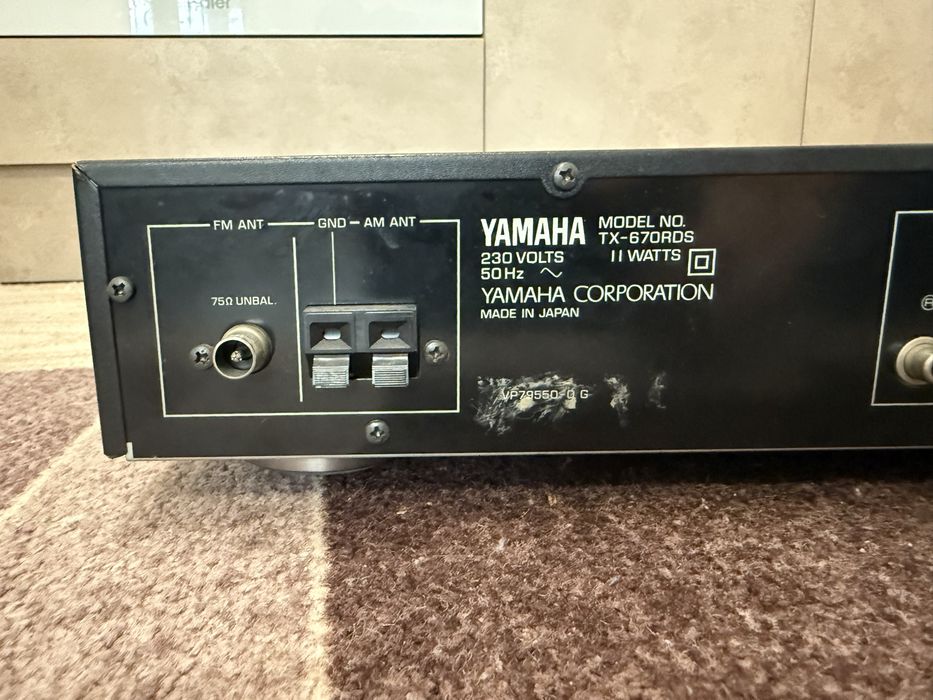 FM ANT GND AM ANT
75Ω UNBAL.
YAMAHA MODEL NO.
TX-670RDS
230 VOLTS 11 WATTS
50 Hz ~
YAMAHA CORPORATION
MADE IN JAPAN
R